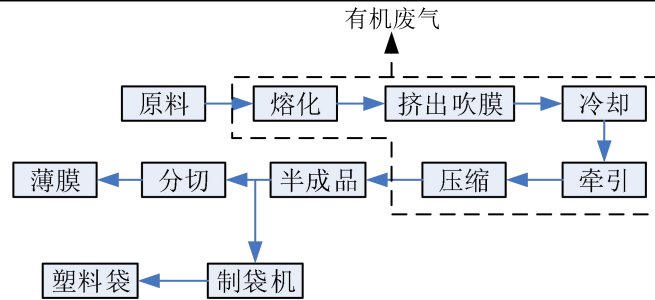 有机废气
原料
熔化
挤出吹膜
冷却
薄膜
分切
半成品
压缩
牵引
塑料袋
制袋机